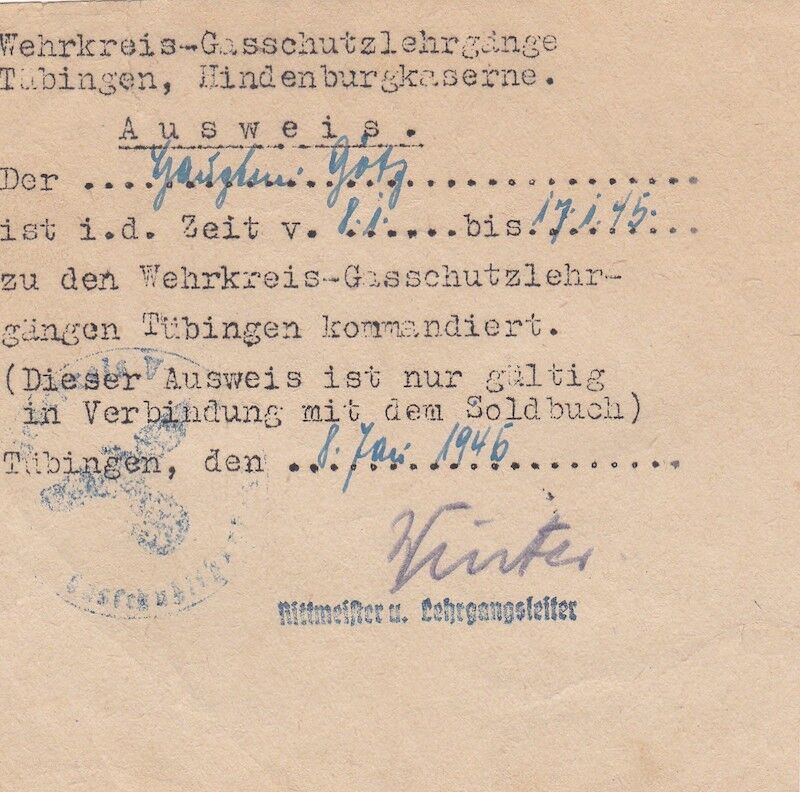 Wehrkreis-Gasschutzlehrgänge
Tübingen, Hindenburgkaserne.
Ausweis.
Der ....Hauptm. Götz....................
ist i.d. Zeit v. 8.1.....bis 17.1.45.
zu den Wehrkreis-Gasschutzlehr-
gängen Tübingen kommandiert.
(Dieser Ausweis ist nur gültig
in Verbindung mit dem Soldbuch)
Tübingen, den ..8. Jan 1946..........
Winter
Rittmeister u. Lehrgangsleiter